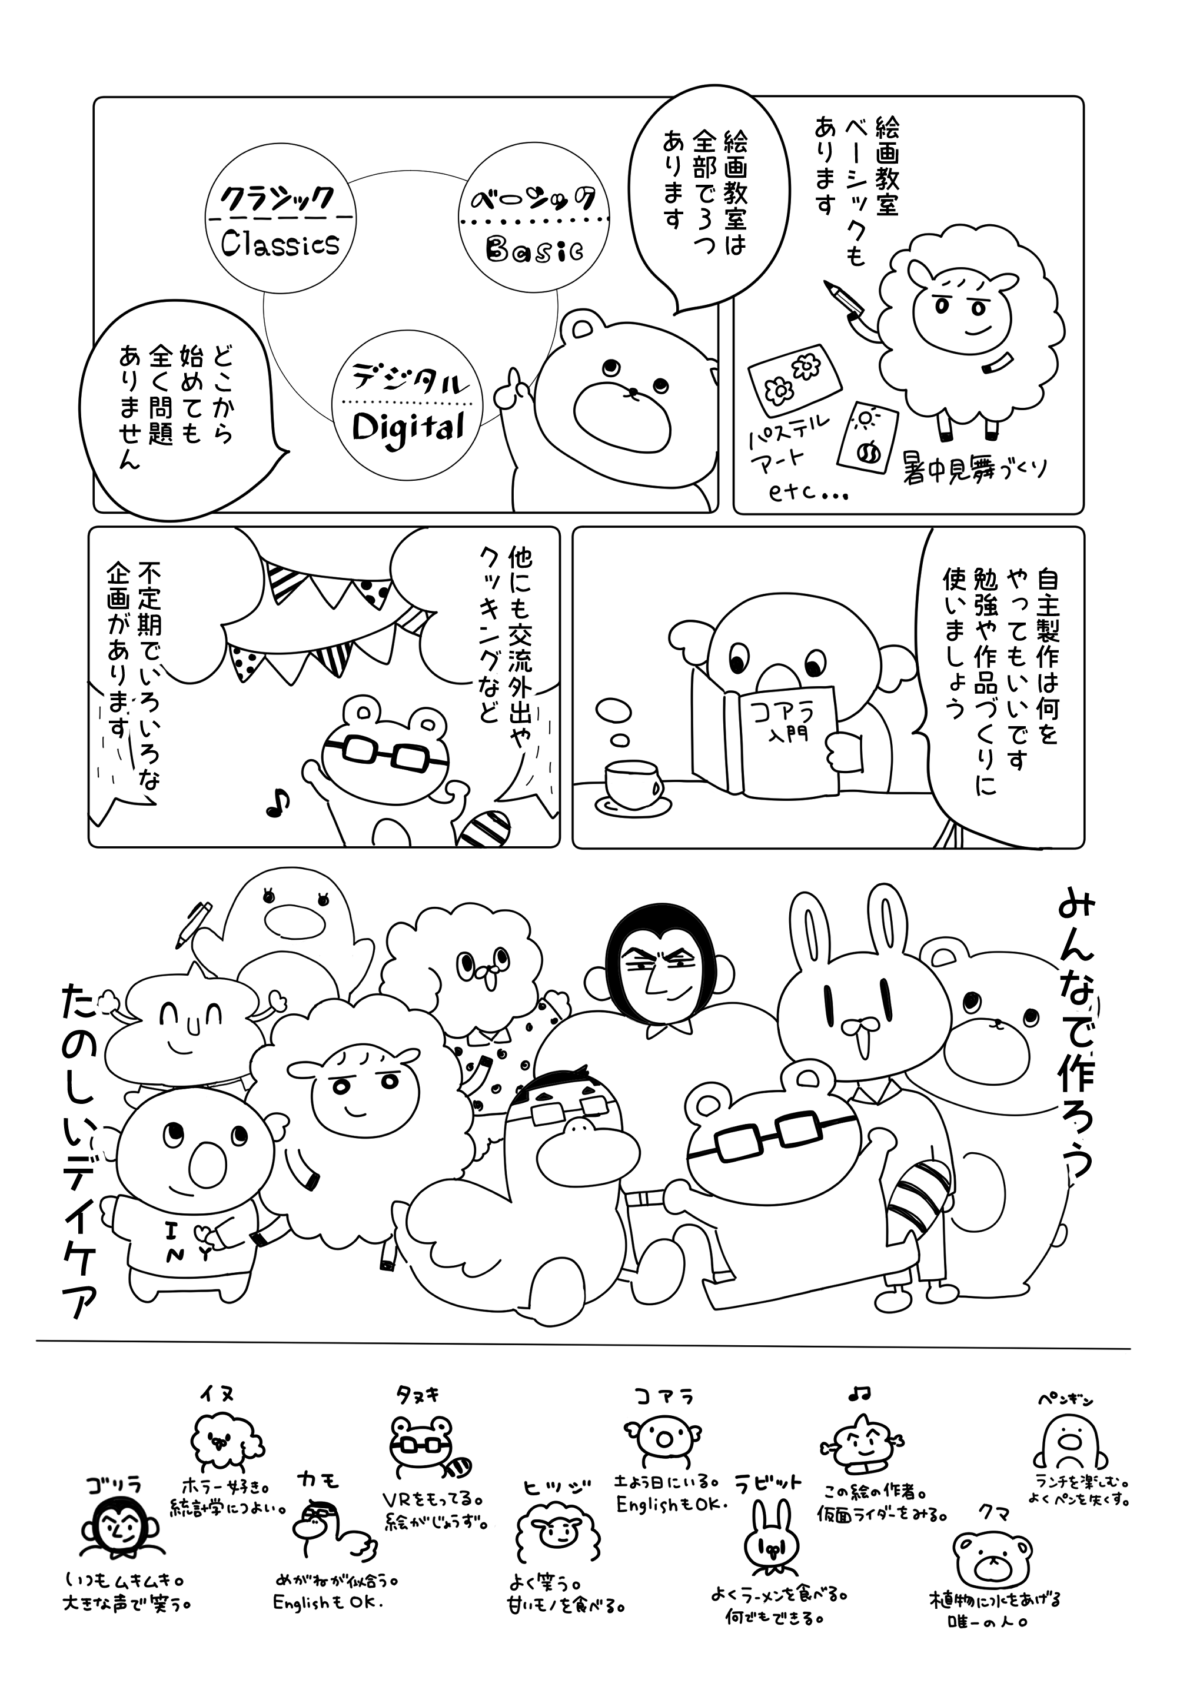 絵画教室
ベーシックも
あります
パステル
アート
etc...
暑中見舞づくり
絵画教室は
全部で3つ
あります
クラシック
Classics
ベーシック
Basic
デジタル
Digital
どこから
始めても
全く問題
ありません
自主製作は何を
やってもいいです
勉強や作品づくりに
使いましょう
コアラ
入門
他にも交流外出や
クッキングなど
不定期でいろいろな
企画があります
みんなで作ろう
たのしいデイケア
I
N Y
イヌ
ホラー好き。
統計学につよい。
タヌキ
VRをもってる。
絵がじょうず。
コアラ
土よう日にいる。
EnglishもOK.
♫
この絵の作者。
仮面ライダーをみる。
ペンギン
ランチを楽しむ。
よくペンを失くす。
ゴリラ
いつもムキムキ。
大きな声で笑う。
カモ
めがねが似合う。
EnglishもOK.
ヒツジ
よく笑う。
甘いモノを食べる。
ラビット
よくラーメンを食べる。
何でもできる。
クマ
植物に水をあげる
唯一の人。